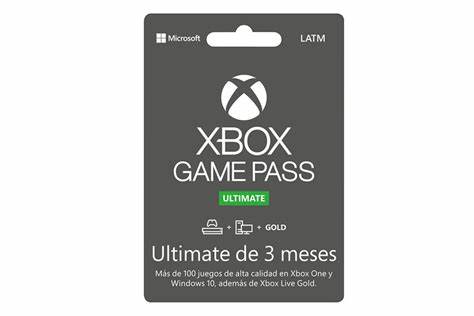 Microsoft LATM
XBOX
GAME PASS
ULTIMATE
+ + GOLD
Ultimate de 3 meses
Más de 100 juegos de alta calidad en Xbox One y
Windows 10, además de Xbox Live Gold.